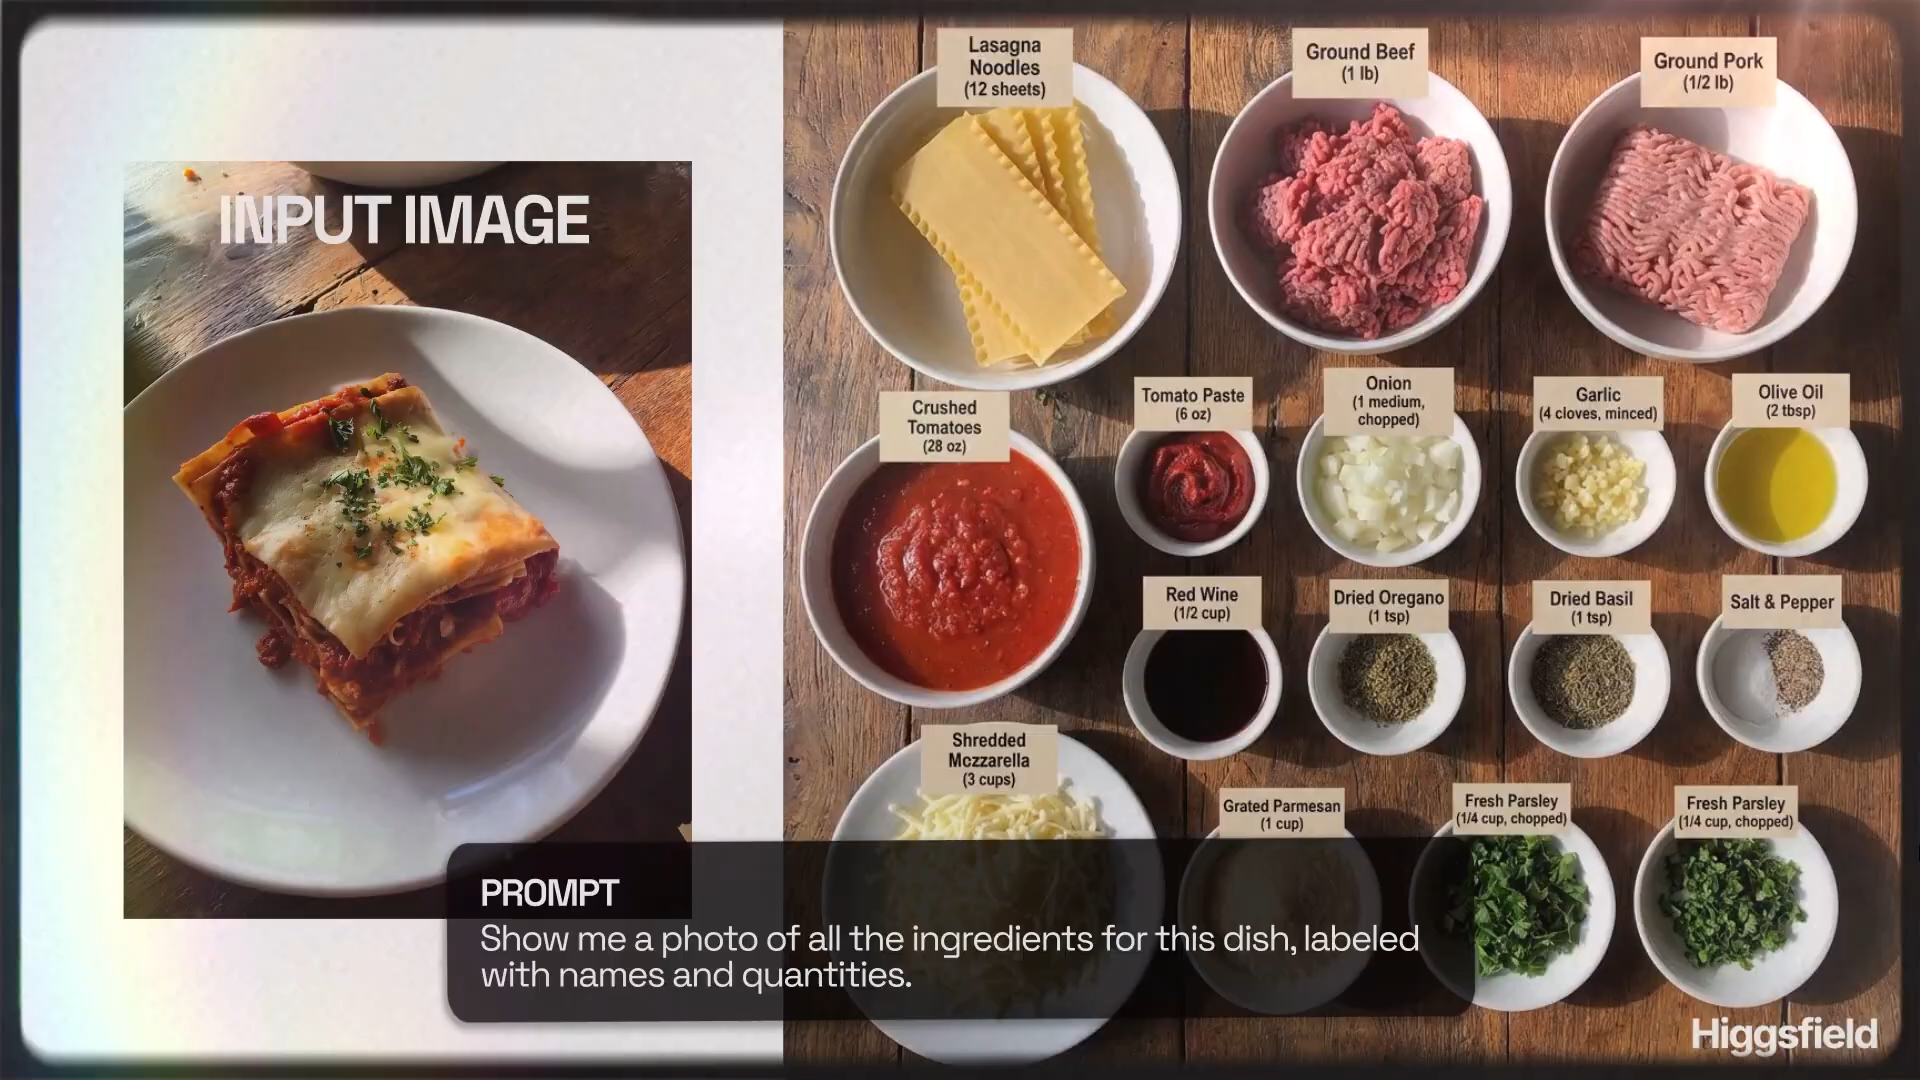 INPUT IMAGE
Lasagna
Noodles
(12 sheets)
Ground Beef
(1 lb)
Ground Pork
(1/2 lb)
Crushed
Tomatoes
(28 oz)
Tomato Paste
(6 oz)
Onion
(1 medium,
chopped)
Garlic
(4 cloves, minced)
Olive Oil
(2 tbsp)
Red Wine
(1/2 cup)
Dried Oregano
(1 tsp)
Dried Basil
(1 tsp)
Salt & Pepper
Shredded
Mczzarella
(3 cups)
Grated Parmesan
(1 cup)
Fresh Parsley
(1/4 cup, chopped)
Fresh Parsley
(1/4 cup, chopped)
PROMPT
Show me a photo of all the ingredients for this dish, labeled
with names and quantities.
Higgsfield